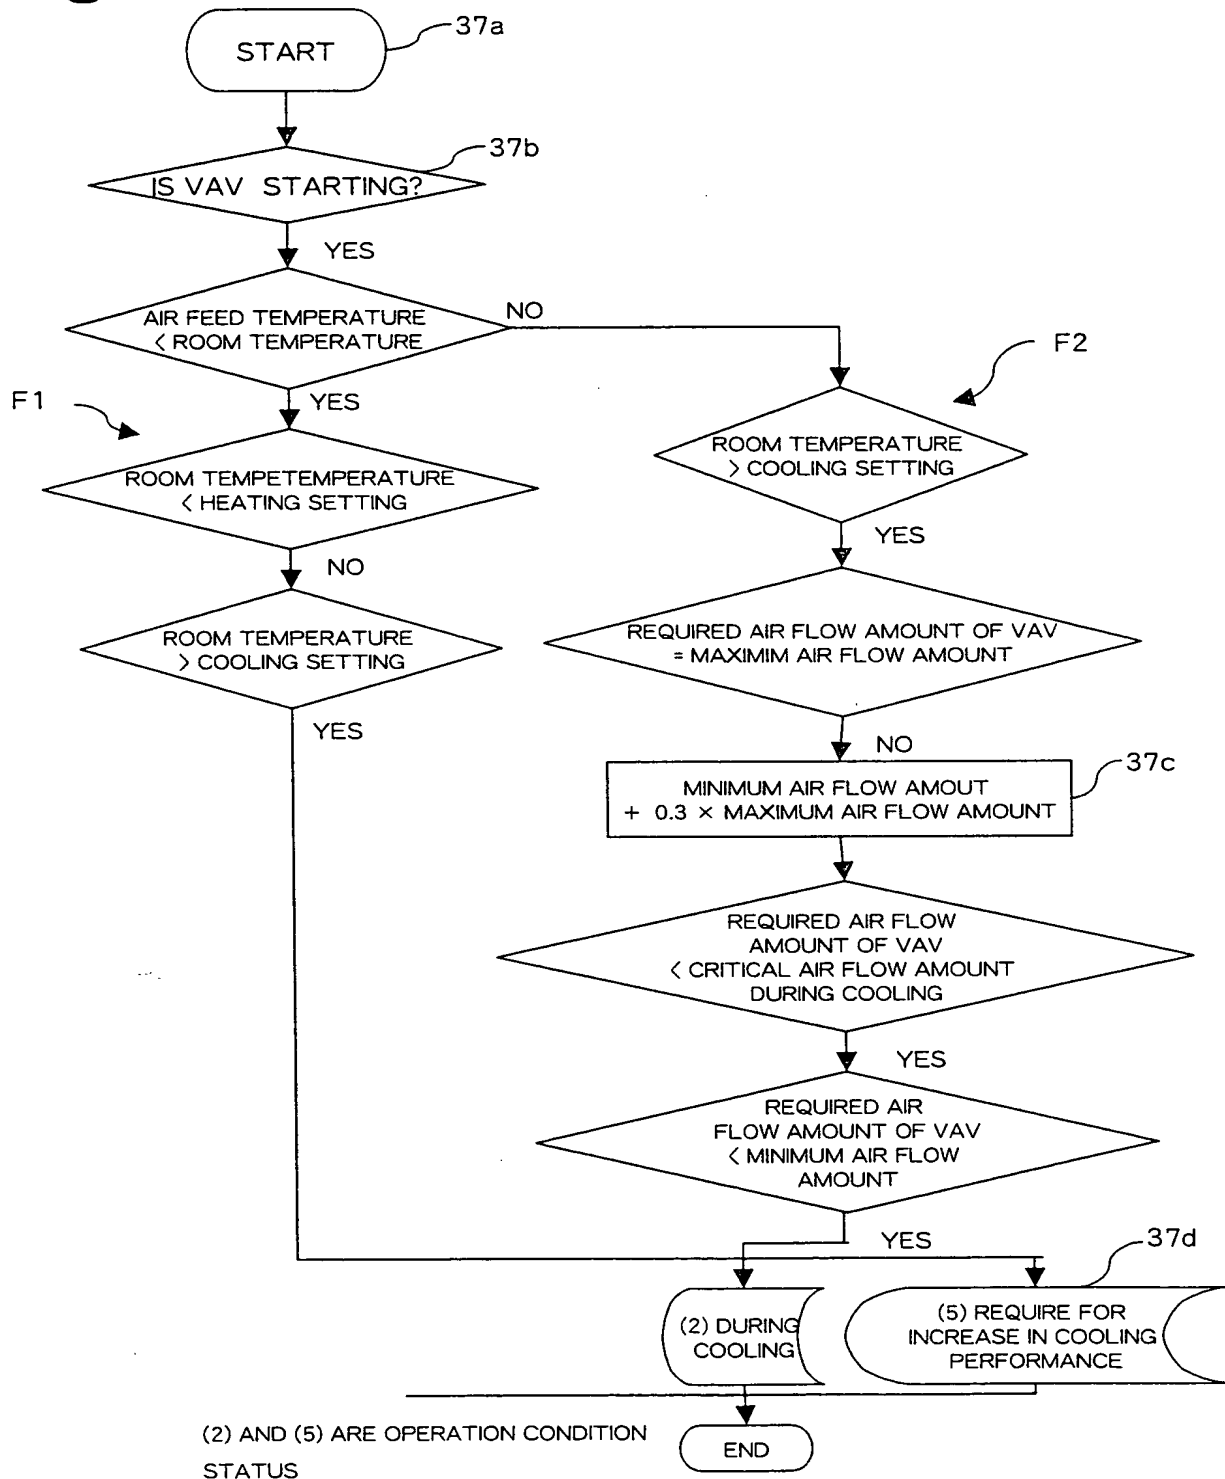 START
37a
37b
IS VAV STARTING?
YES
AIR FEED TEMPERATURE
< ROOM TEMPERATURE
NO
F1
YES
F2
ROOM TEMPETEMPERATURE
< HEATING SETTING
NO
ROOM TEMPERATURE
> COOLING SETTING
YES
ROOM TEMPERATURE
> COOLING SETTING
YES
REQUIRED AIR FLOW AMOUNT OF VAV
= MAXIMIM AIR FLOW AMOUNT
NO
37c
MINIMUM AIR FLOW AMOUT
+ 0.3 × MAXIMUM AIR FLOW AMOUNT
REQUIRED AIR FLOW
AMOUNT OF VAV
< CRITICAL AIR FLOW AMOUNT
DURING COOLING
YES
REQUIRED AIR
FLOW AMOUNT OF VAV
< MINIMUM AIR FLOW
AMOUNT
YES
37d
(2) DURING
COOLING
(5) REQUIRE FOR
INCREASE IN COOLING
PERFORMANCE
(2) AND (5) ARE OPERATION CONDITION
STATUS
END